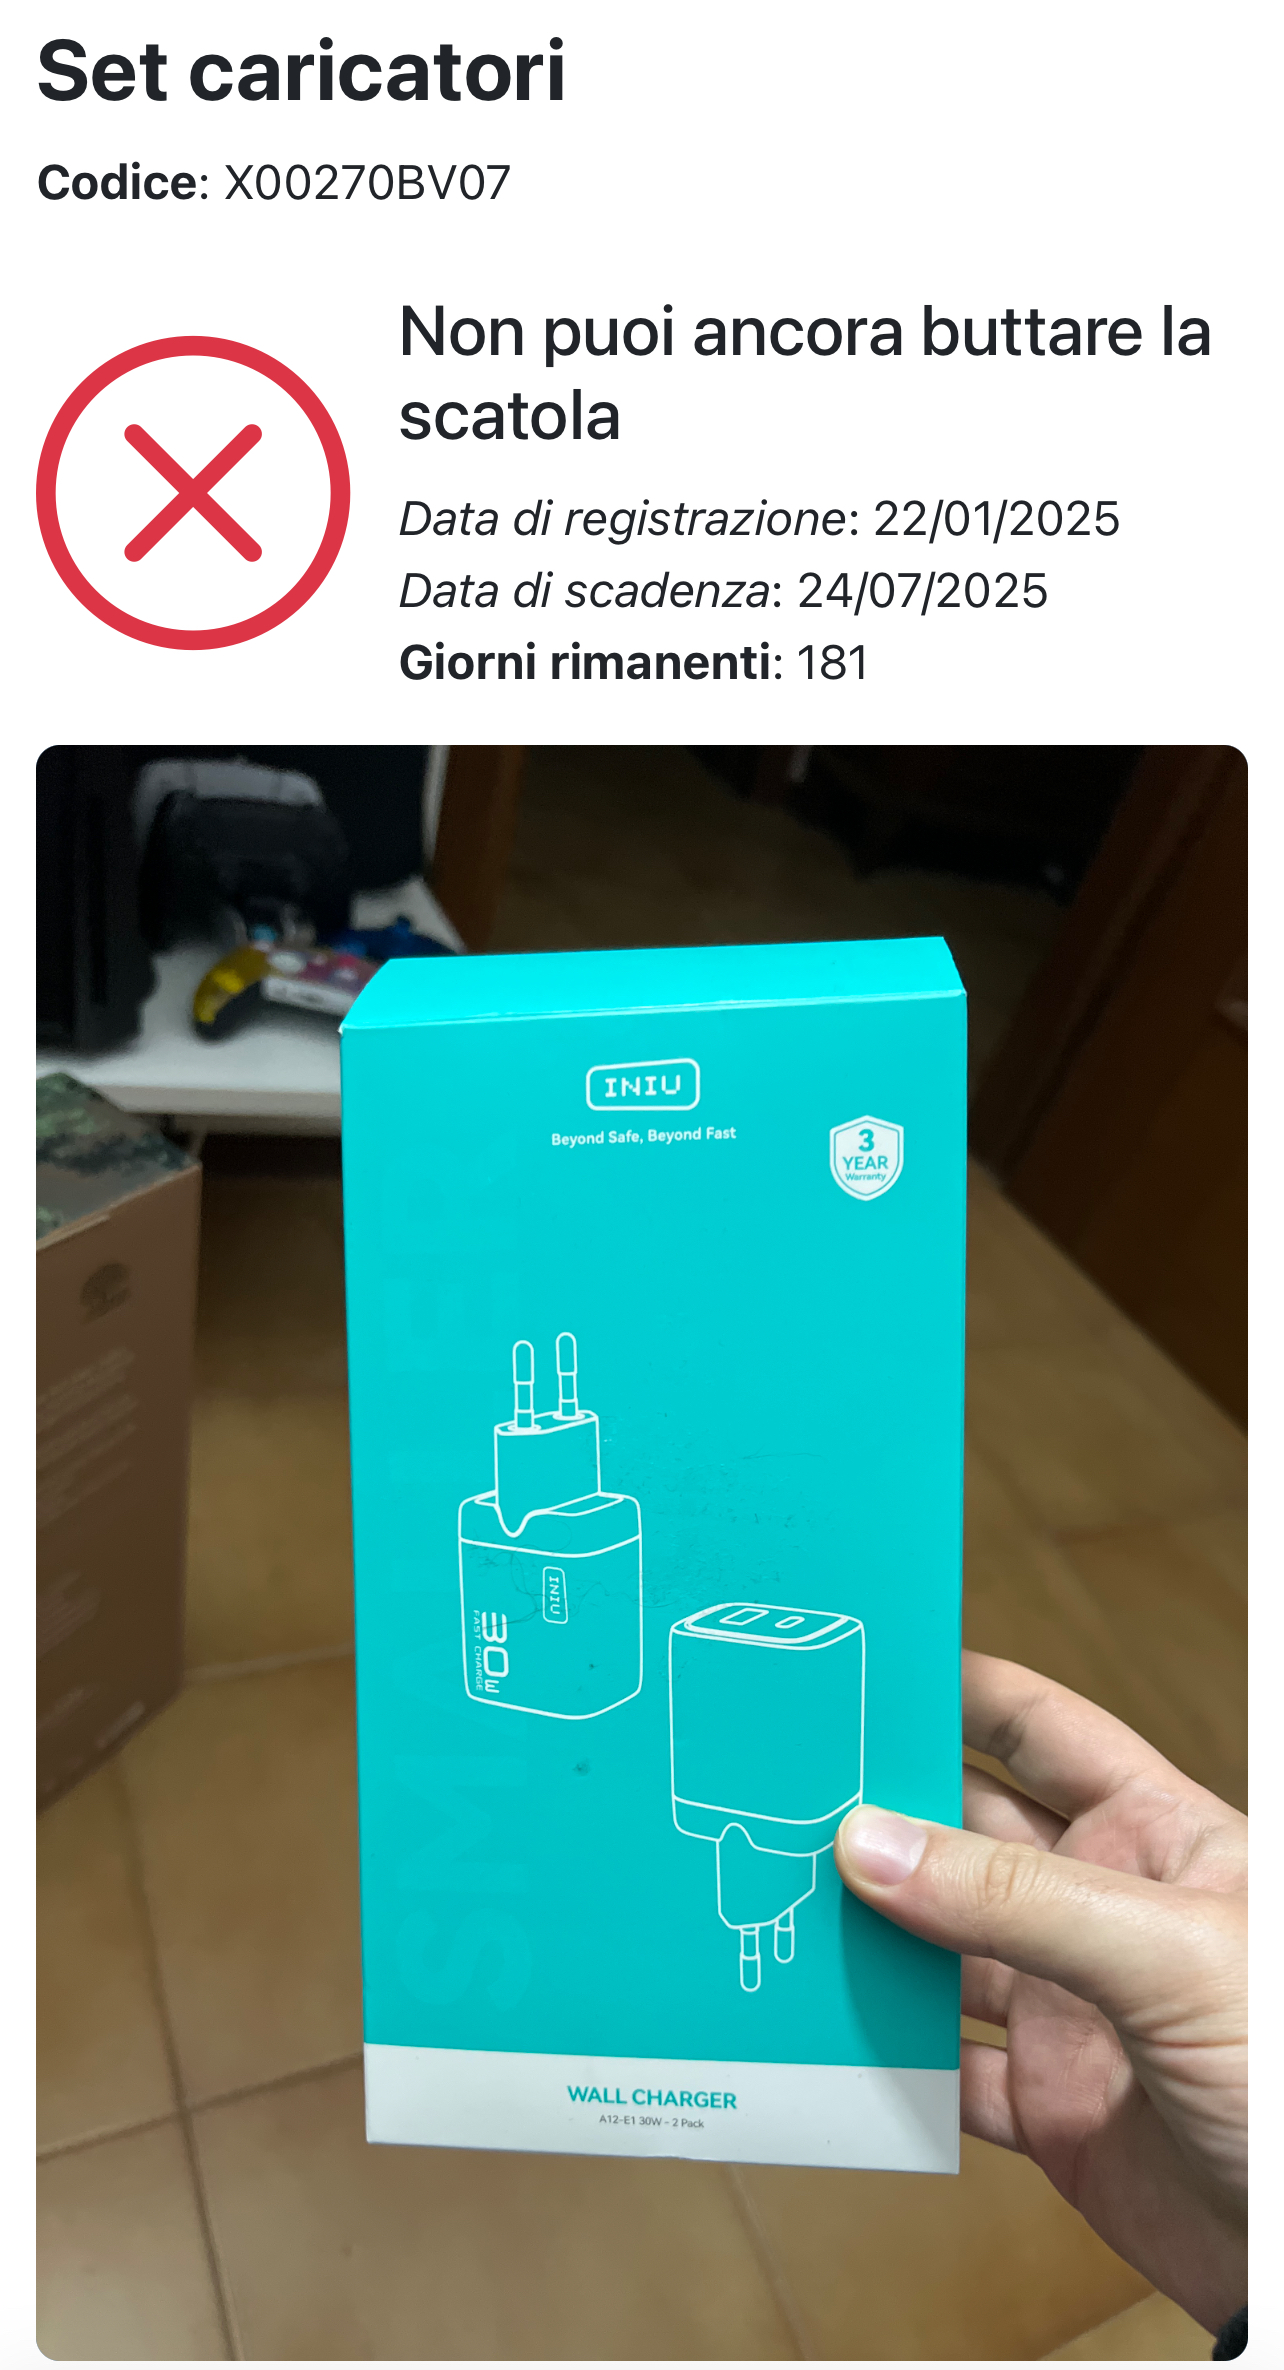 Set caricatori
Codice: X00270BV07
Non puoi ancora buttare la
scatola
Data di registrazione: 22/01/2025
Data di scadenza: 24/07/2025
Giorni rimanenti: 181
INIU
Beyond Safe, Beyond Fast
3
YEAR
Warranty
INIU
30W
FAST CHARGE
SMALLER
WALL CHARGER
A12-E1 30W - 2 Pack